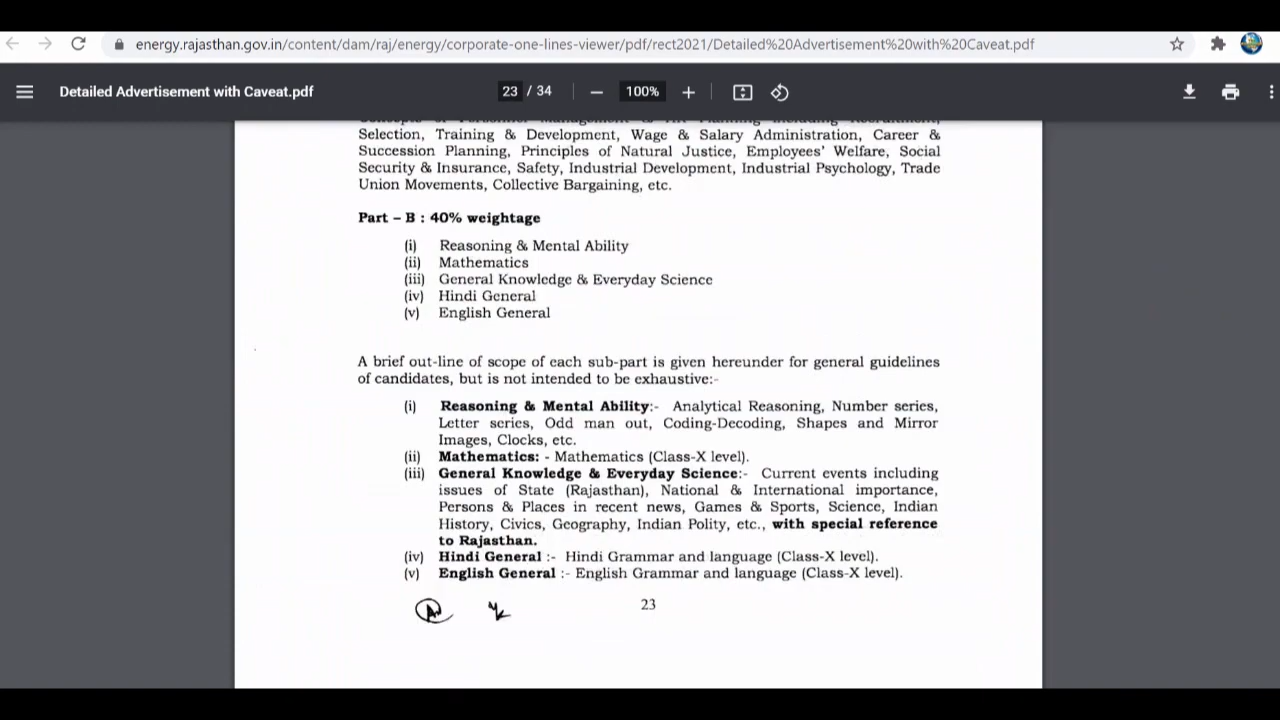 energy.rajasthan.gov.in/content/dam/raj/energy/corporate-one-lines-viewer/pdf/rect2021/Detailed%20Advertisement%20with%20Caveat.pdf
Detailed Advertisement with Caveat.pdf 23 / 34 100%
Concepts of Personnel Management & HR Planning including Recruitment,
Selection, Training & Development, Wage & Salary Administration, Career &
Succession Planning, Principles of Natural Justice, Employees' Welfare, Social
Security & Insurance, Safety, Industrial Development, Industrial Psychology, Trade
Union Movements, Collective Bargaining, etc.
Part – B : 40% weightage
(i) Reasoning & Mental Ability
(ii) Mathematics
(iii) General Knowledge & Everyday Science
(iv) Hindi General
(v) English General
A brief out-line of scope of each sub-part is given hereunder for general guidelines
of candidates, but is not intended to be exhaustive:-
(i) Reasoning & Mental Ability:- Analytical Reasoning, Number series,
Letter series, Odd man out, Coding-Decoding, Shapes and Mirror
Images, Clocks, etc.
(ii) Mathematics: - Mathematics (Class-X level).
(iii) General Knowledge & Everyday Science:- Current events including
issues of State (Rajasthan), National & International importance,
Persons & Places in recent news, Games & Sports, Science, Indian
History, Civics, Geography, Indian Polity, etc., with special reference
to Rajasthan.
(iv) Hindi General :- Hindi Grammar and language (Class-X level).
(v) English General :- English Grammar and language (Class-X level).
23